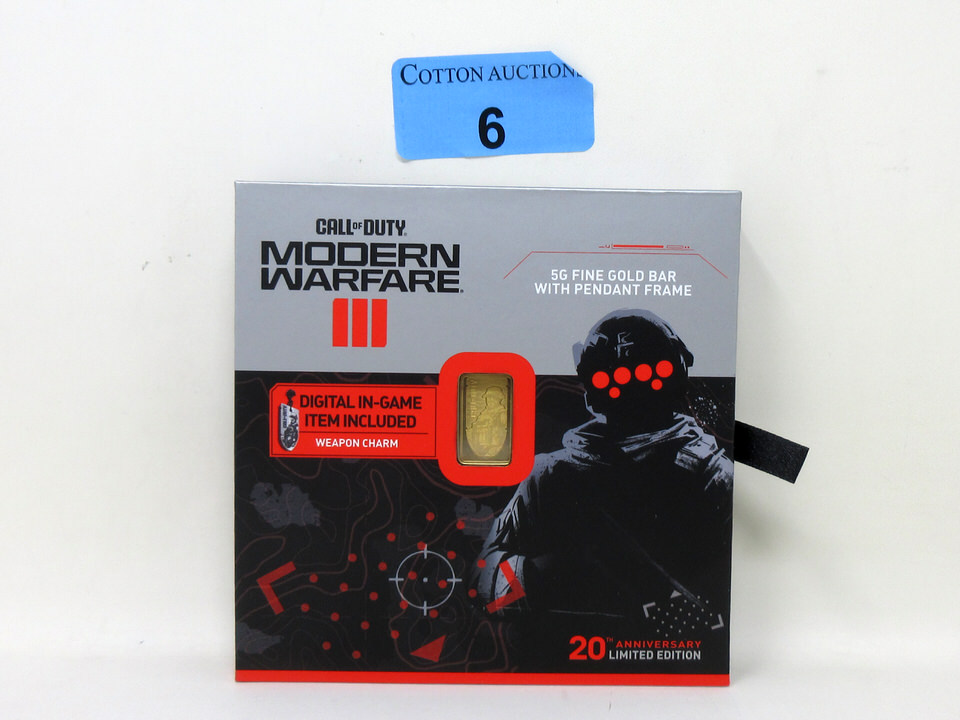 COTTON AUCTIONS
6
CALL OF DUTY®
MODERN
WARFARE®
III
5G FINE GOLD BAR
WITH PENDANT FRAME
DIGITAL IN-GAME
ITEM INCLUDED
WEAPON CHARM
20TH ANNIVERSARY
LIMITED EDITION